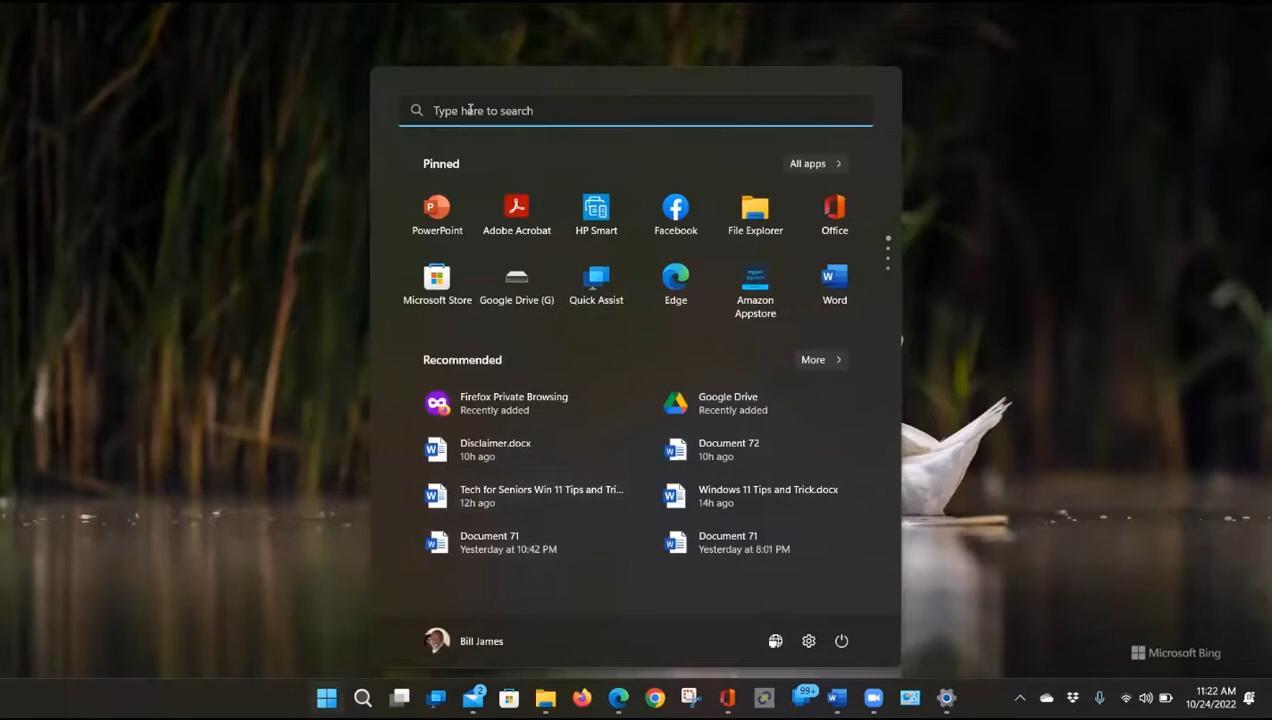 Type here to search
Pinned
All apps
PowerPoint
Adobe Acrobat
HP Smart
Facebook
File Explorer
Office
Microsoft Store
Google Drive (G)
Quick Assist
Edge
Amazon Appstore
Word
Recommended
More
Firefox Private Browsing
Recently added
Google Drive
Recently added
Disclaimer.docx
10h ago
Document 72
10h ago
Tech for Seniors Win 11 Tips and Tri...
12h ago
Windows 11 Tips and Trick.docx
14h ago
Document 71
Yesterday at 10:42 PM
Document 71
Yesterday at 8:01 PM
Bill James
Microsoft Bing
2
99+
11:22 AM
10/24/2022